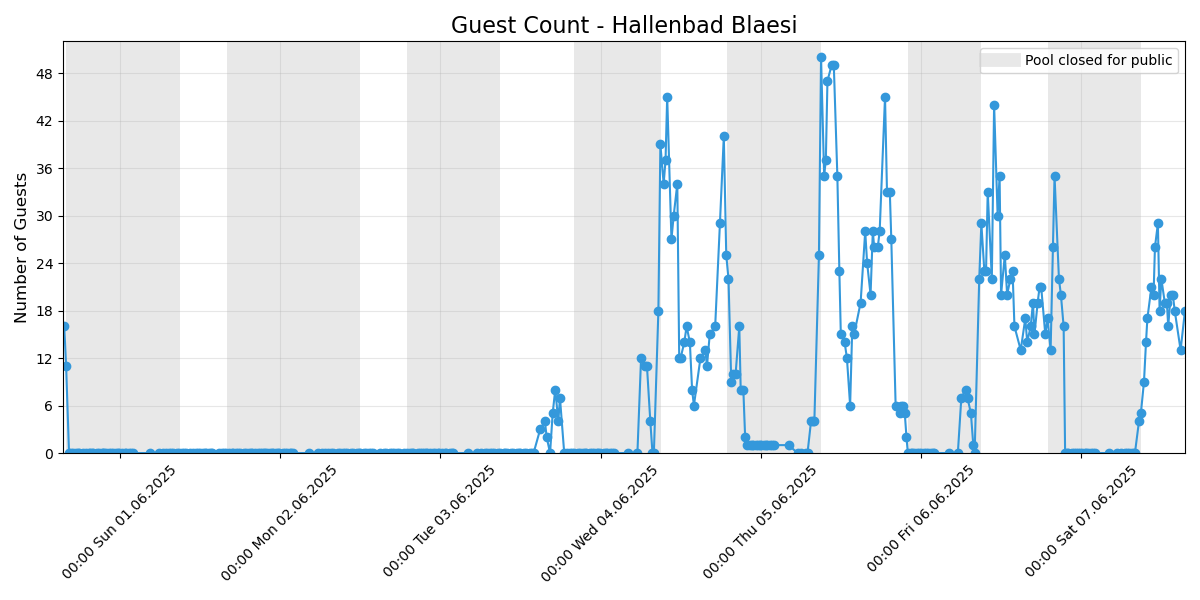 Guest Count - Hallenbad Blaesi
Pool closed for public
Number of Guests
48
42
36
30
24
18
12
6
0
00:00 Sun 01.06.2025
00:00 Mon 02.06.2025
00:00 Tue 03.06.2025
00:00 Wed 04.06.2025
00:00 Thu 05.06.2025
00:00 Fri 06.06.2025
00:00 Sat 07.06.2025